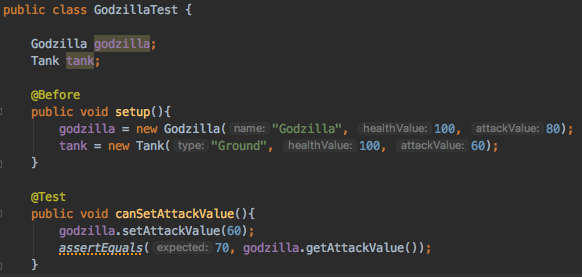 public class GodzillaTest {
Godzilla godzilla;
Tank tank;
@Before
public void setup(){
godzilla = new Godzilla( name: "Godzilla", healthValue: 100, attackValue: 80);
tank = new Tank( type: "Ground", healthValue: 100, attackValue: 60);
}
@Test
public void canSetAttackValue(){
godzilla.setAttackValue(60);
assertEquals( expected: 70, godzilla.getAttackValue());
}